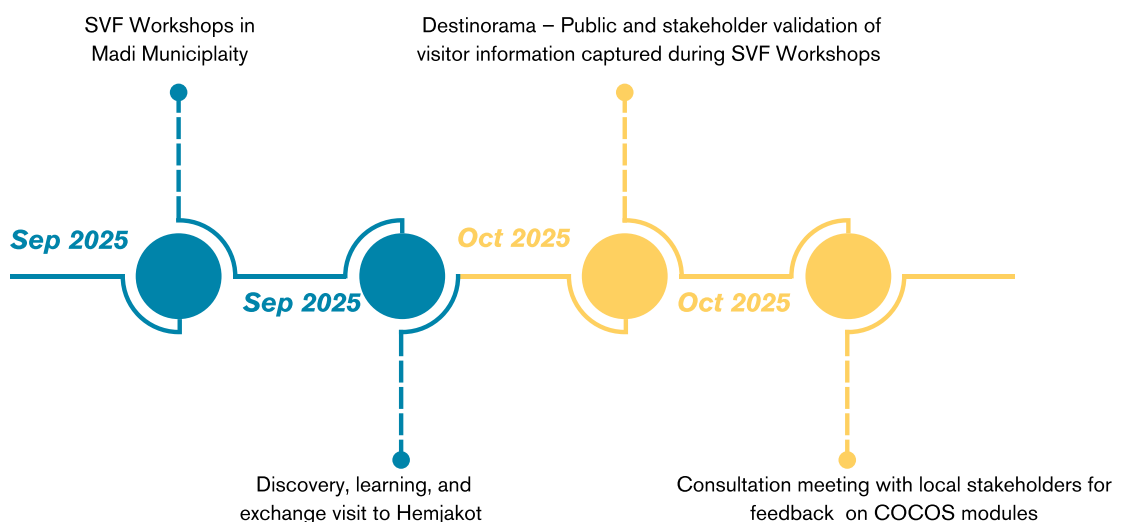 SVF Workshops in
Madi Municiplaity
Destinorama – Public and stakeholder validation of
visitor information captured during SVF Workshops
Sep 2025
Oct 2025
Sep 2025
Oct 2025
Discovery, learning, and
exchange visit to Hemjakot
Consultation meeting with local stakeholders for
feedback on COCOS modules